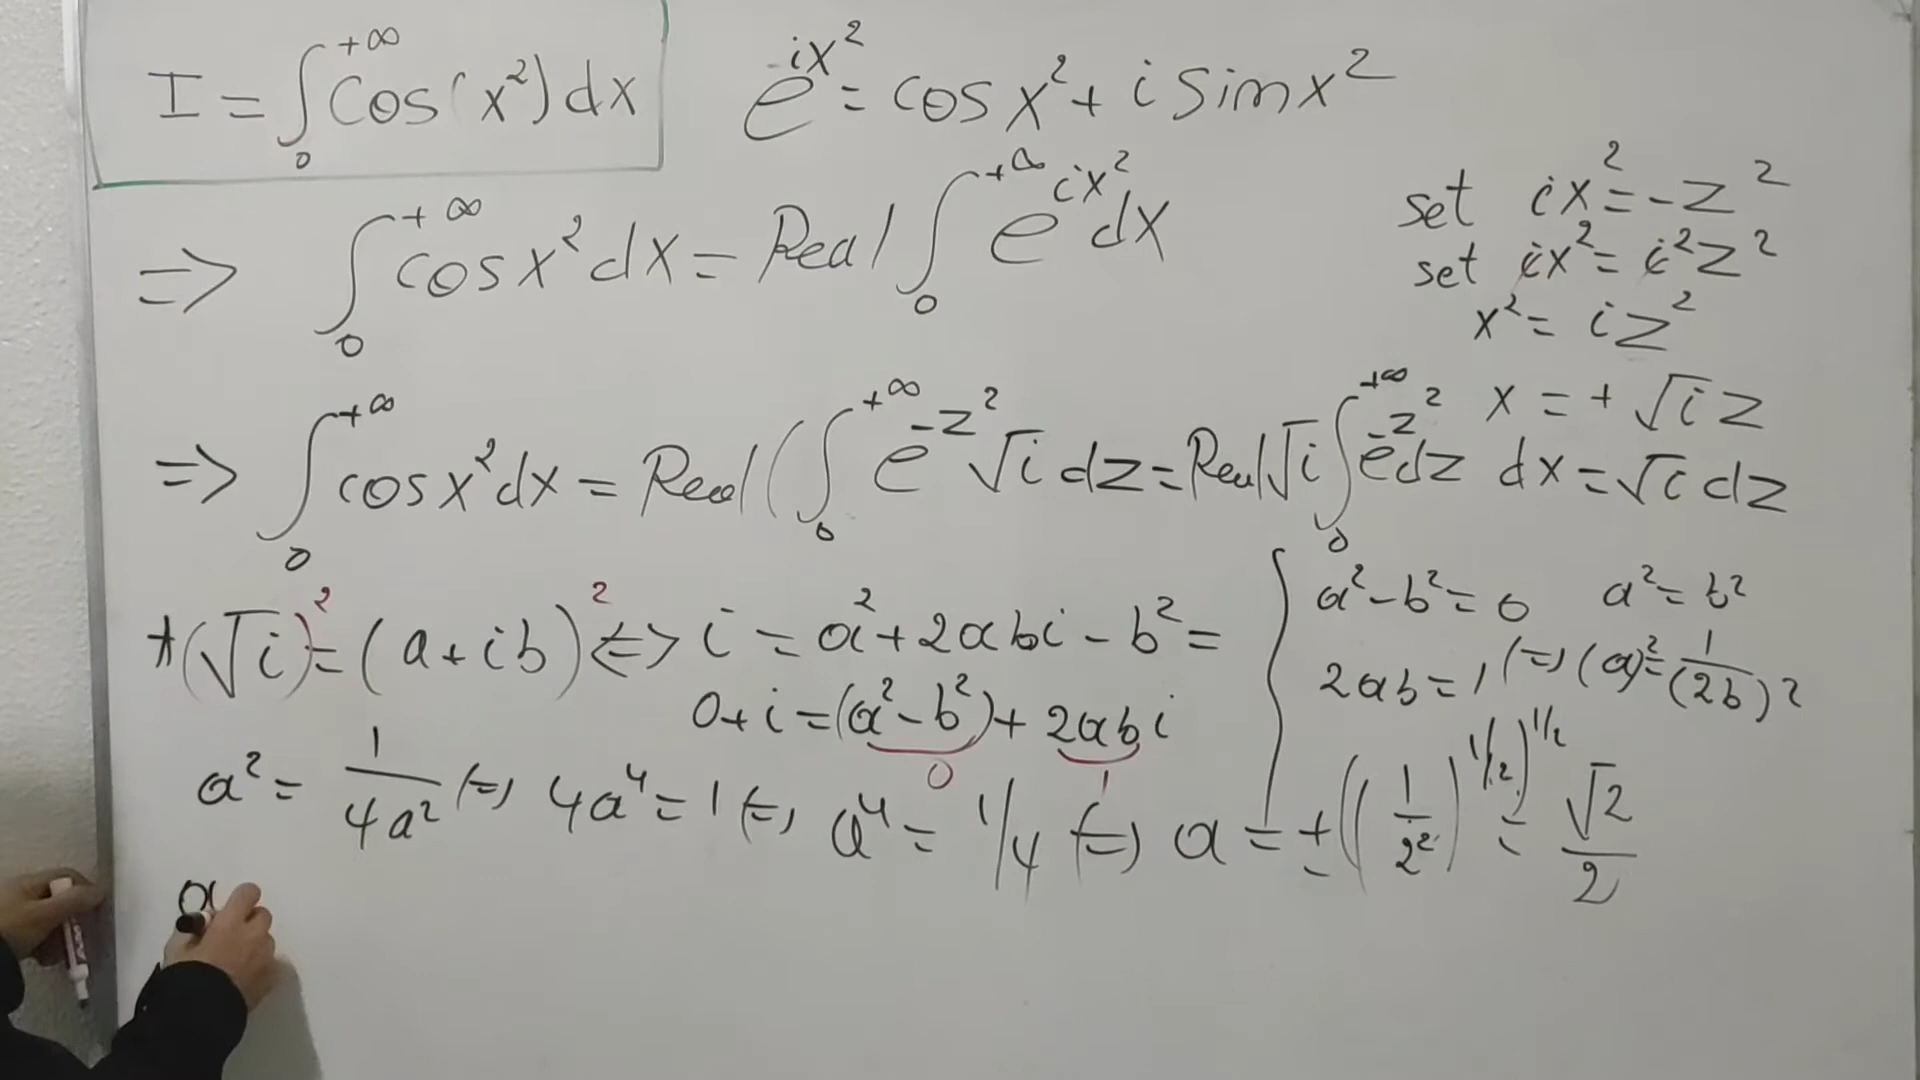 I = ∫₀^{+∞} cos(x²) dx
e^{ix²} = cos x² + i sin x²
=> ∫₀^{+∞} cos x² dx = Real ∫₀^{+∞} e^{ix²} dx
set ix² = -z²
set ix² = i²z²
x² = iz²
x = + √i z
=> ∫₀^{+∞} cos x² dx = Real (∫₀^{+∞} e^{-z²} √i dz = Real √i ∫₀^{+∞} e^{-z²} dz
dx = √i dz
* (√i)² = (a + ib)² <=> i = a² + 2abi - b² =
0 + i = (a² - b²) + 2abi
0 1
{ a² - b² = 0 a² = b²
2ab = 1 (=) (a)² = 1/(2b)²
a² = 1/4a² (=) 4a⁴ = 1 (=) a⁴ = 1/4 (=) a = ±((1/2²)^{1/2})^{1/2} = √2/2
a